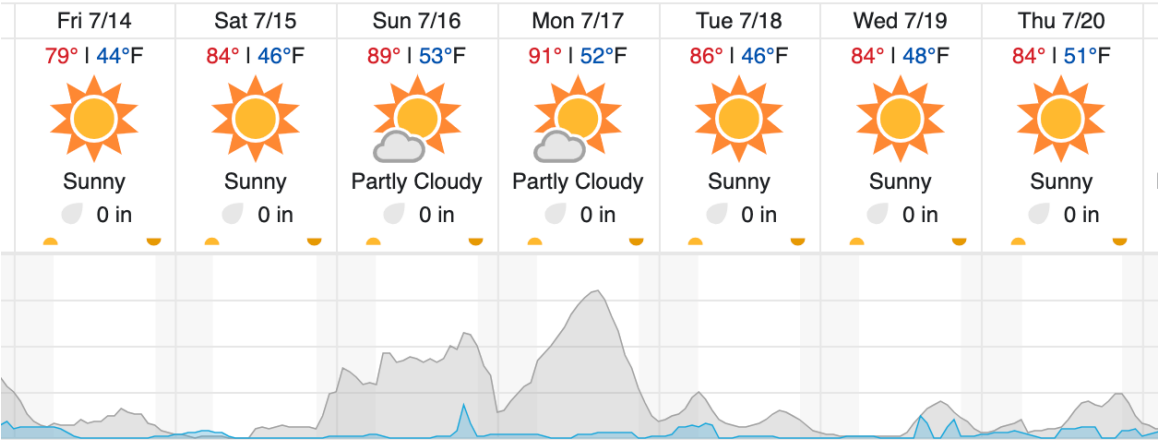 Fri 7/14 Sat 7/15 Sun 7/16 Mon 7/17 Tue 7/18 Wed 7/19 Thu 7/20
79° | 44°F 84° | 46°F 89° | 53°F 91° | 52°F 86° | 46°F 84° | 48°F 84° | 51°F
Sunny Sunny Partly Cloudy Partly Cloudy Sunny Sunny Sunny
0 in 0 in 0 in 0 in 0 in 0 in 0 in